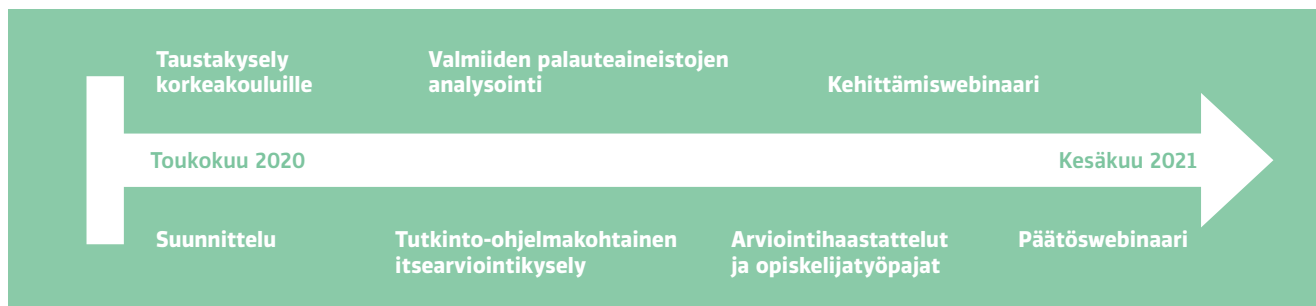 Taustakysely
korkeakouluille
Valmiiden palauteaineistojen
analysointi
Kehittämiswebinaari
Toukokuu 2020
Kesäkuu 2021
Suunnittelu
Tutkinto-ohjelmakohtainen
itsearviointikysely
Arviointihaastattelut
ja opiskelijatyöpajat
Päätöswebinaari